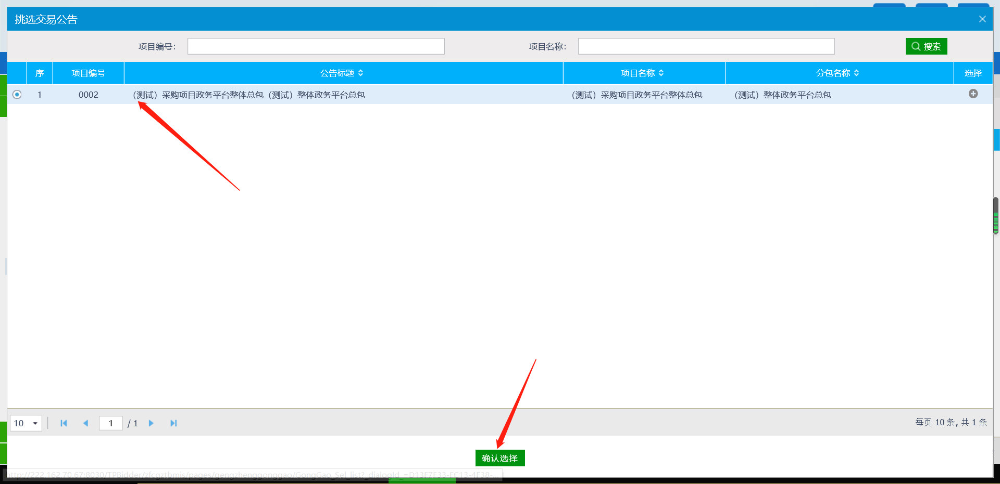 挑选交易公告
项目编号： 项目名称： 搜索
序 项目编号 公告标题 项目名称 分包名称 选择
1 0002 （测试）采购项目政务平台整体总包（测试）整体政务平台总包 （测试）采购项目政务平台整体总包 （测试）整体政务平台总包
10 1 / 1 每页 10 条, 共 1 条
确认选择
http://222.162.70.67:8030/TPBidder/zfcgztbmis/pages/gengzhenggonggao/GongGao_Sel_list?_dialogId_=D13F7F33-FC13-4F38-...